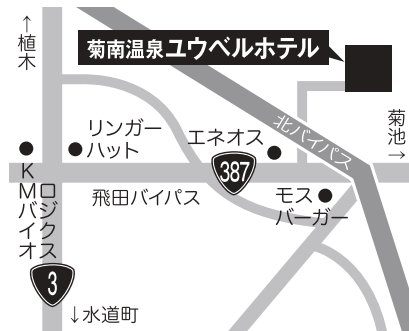 ↑植木
菊南温泉ユウベルホテル
菊池→
リンガー
ハット
エネオス
北バイパス
387
飛田バイパス
モス
バーガー
KMバイオ
ロジクス
3
↓水道町